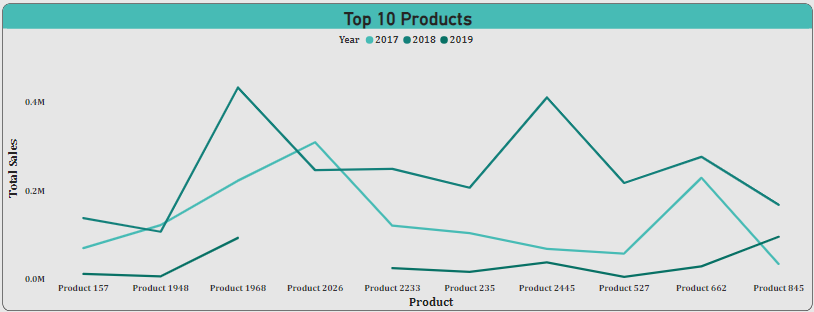 Top 10 Products
Year 2017 2018 2019
0.4M
0.2M
0.0M
Total Sales
Product 157 Product 1948 Product 1968 Product 2026 Product 2233 Product 235 Product 2445 Product 527 Product 662 Product 845
Product